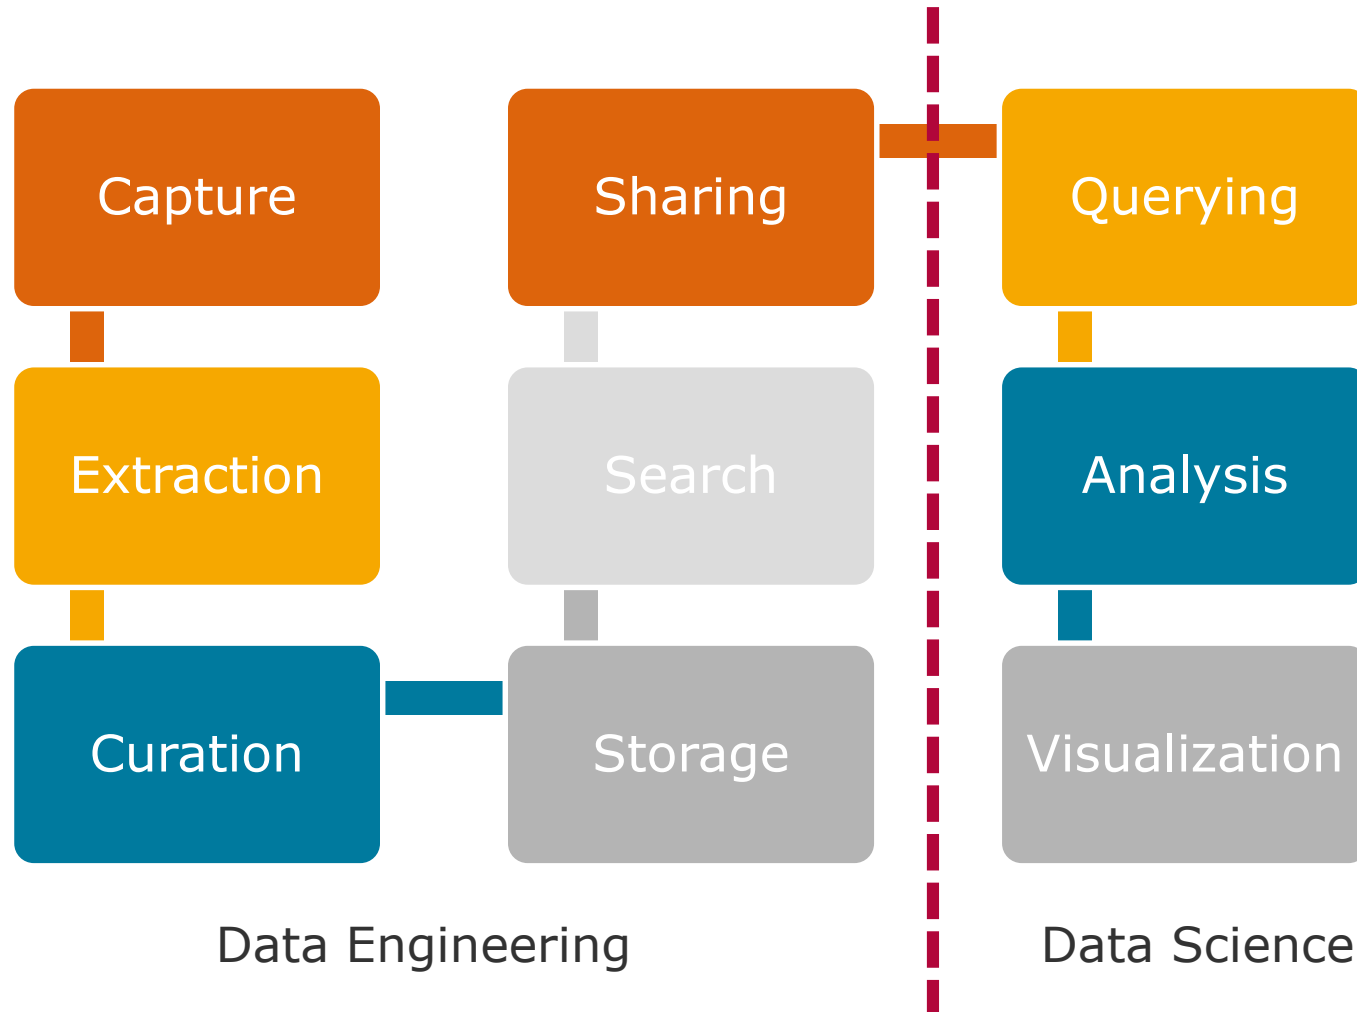 Capture
Extraction
Curation
Storage
Search
Sharing
Querying
Analysis
Visualization
Data Engineering
Data Science